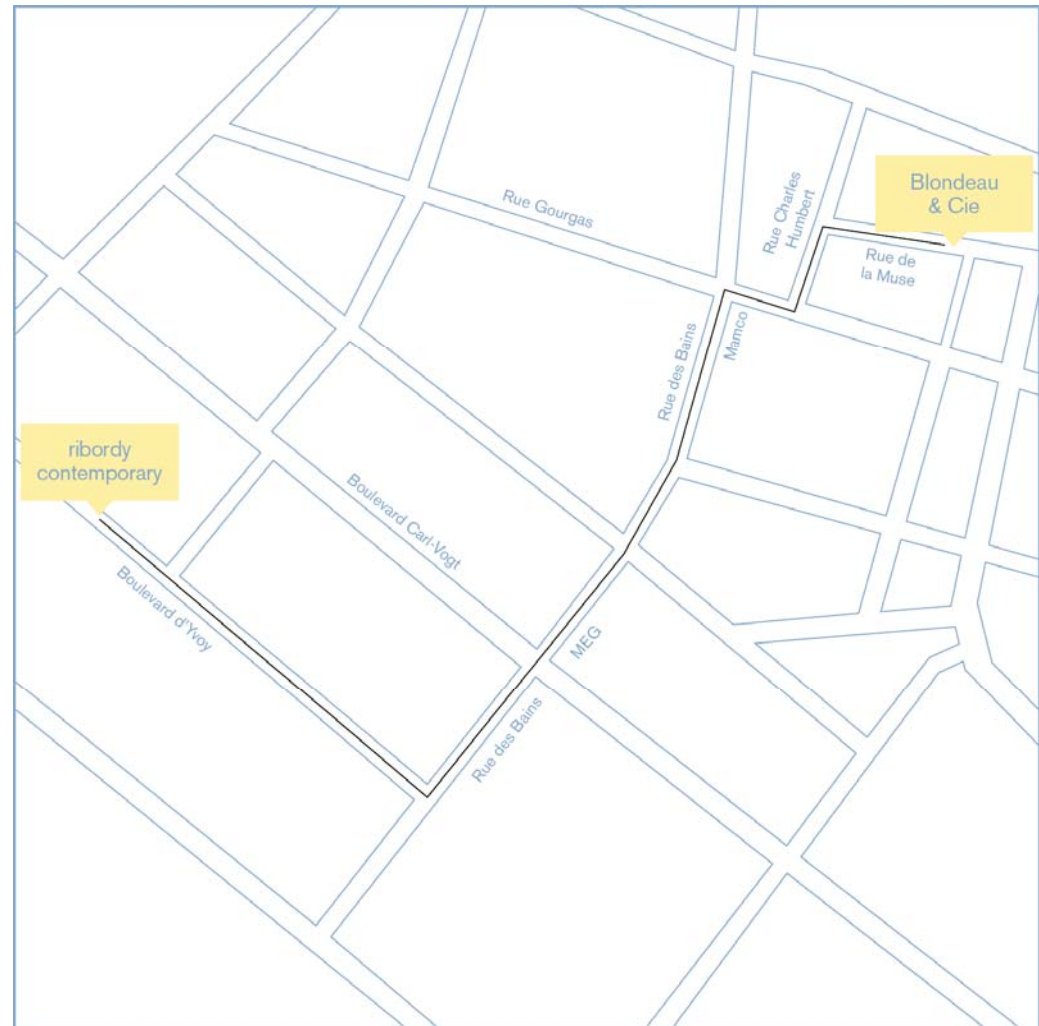 Blondeau
& Cie
Rue Charles
Humbert
Rue Gourgas
Rue de
la Muse
Mamco
Rue des Bains
ribordy
contemporary
Boulevard Carl-Vogt
Boulevard d'Yvoy
MEG
Rue des Bains